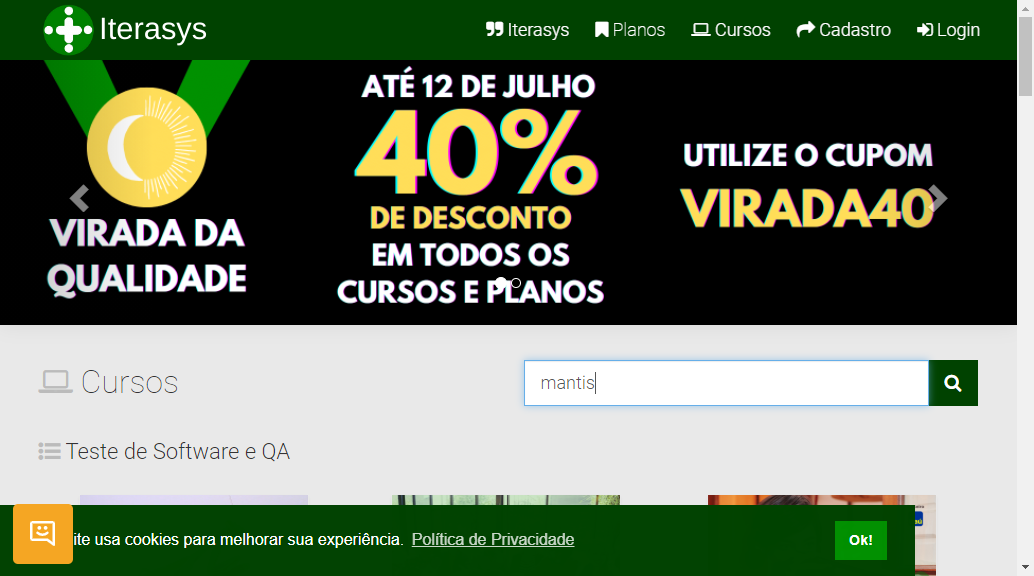 Iterasys
Iterasys
Planos
Cursos
Cadastro
Login
VIRADA DA
QUALIDADE
ATÉ 12 DE JULHO
40%
DE DESCONTO
EM TODOS OS
CURSOS E PLANOS
UTILIZE O CUPOM
VIRADA40
Cursos
mantis
Teste de Software e QA
ite usa cookies para melhorar sua experiência. Política de Privacidade
Ok!